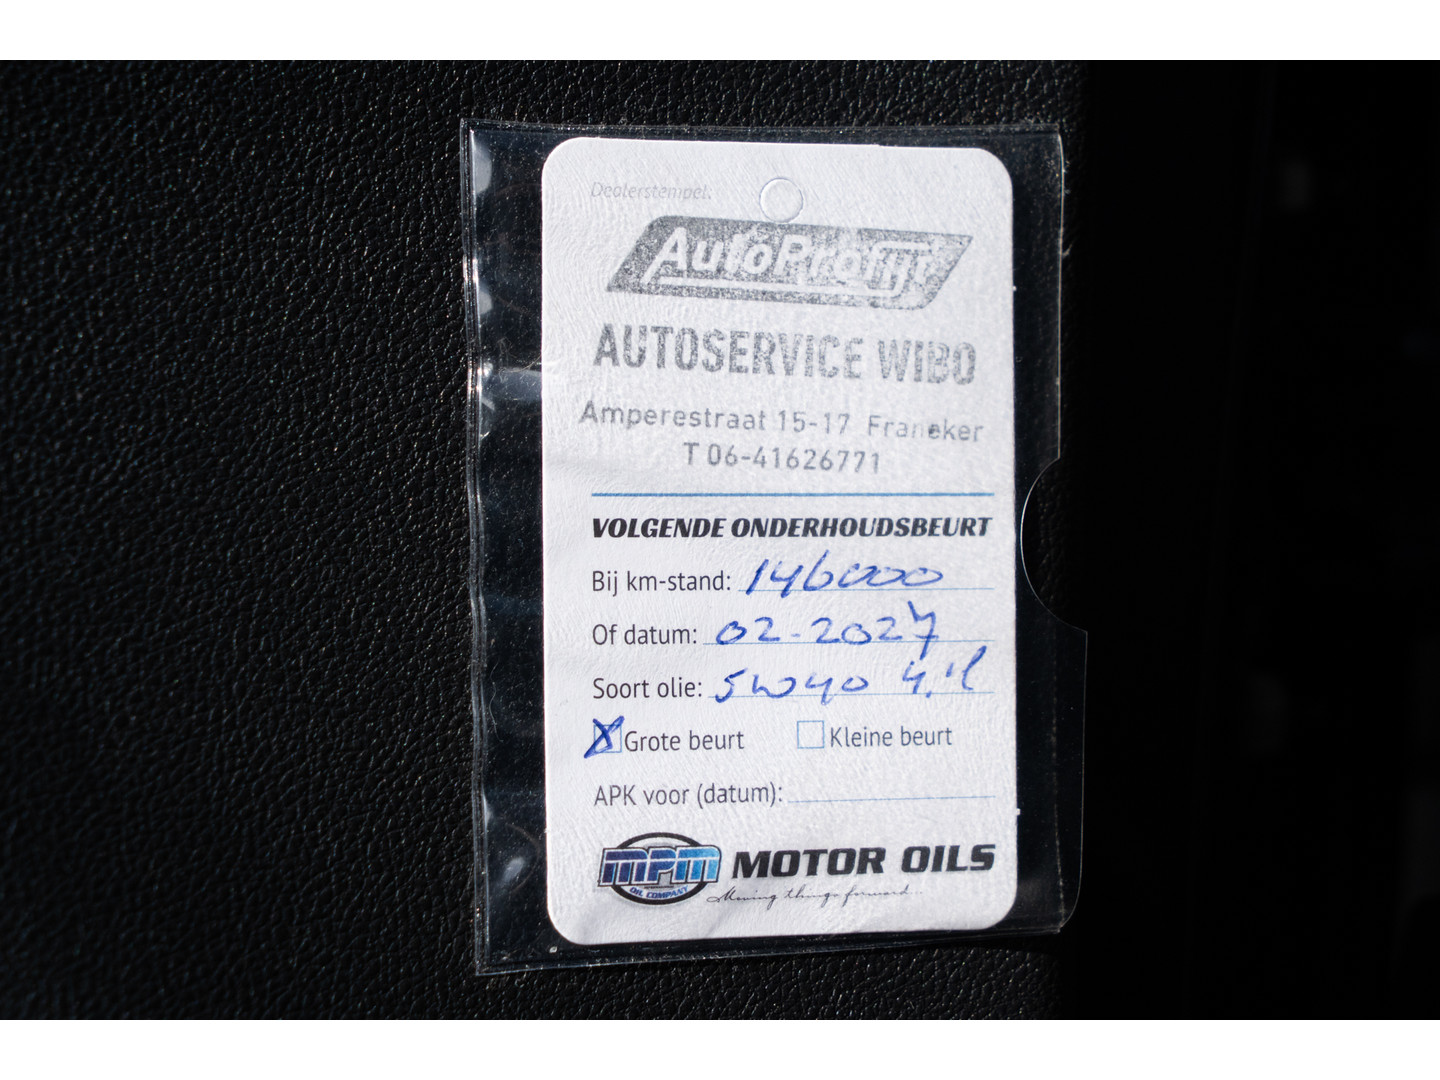 Dealerstempel:
AutoProfijt
AUTOSERVICE WIBO
Amperestraat 15-17 Franeker
T 06-41626771
VOLGENDE ONDERHOUDSBEURT
Bij km-stand: 146000
Of datum: 02-2027
Soort olie: 5W40 4.1l
X Grote beurt Kleine beurt
APK voor (datum):
MPM OIL COMPANY MOTOR OILS
Moving things forward...